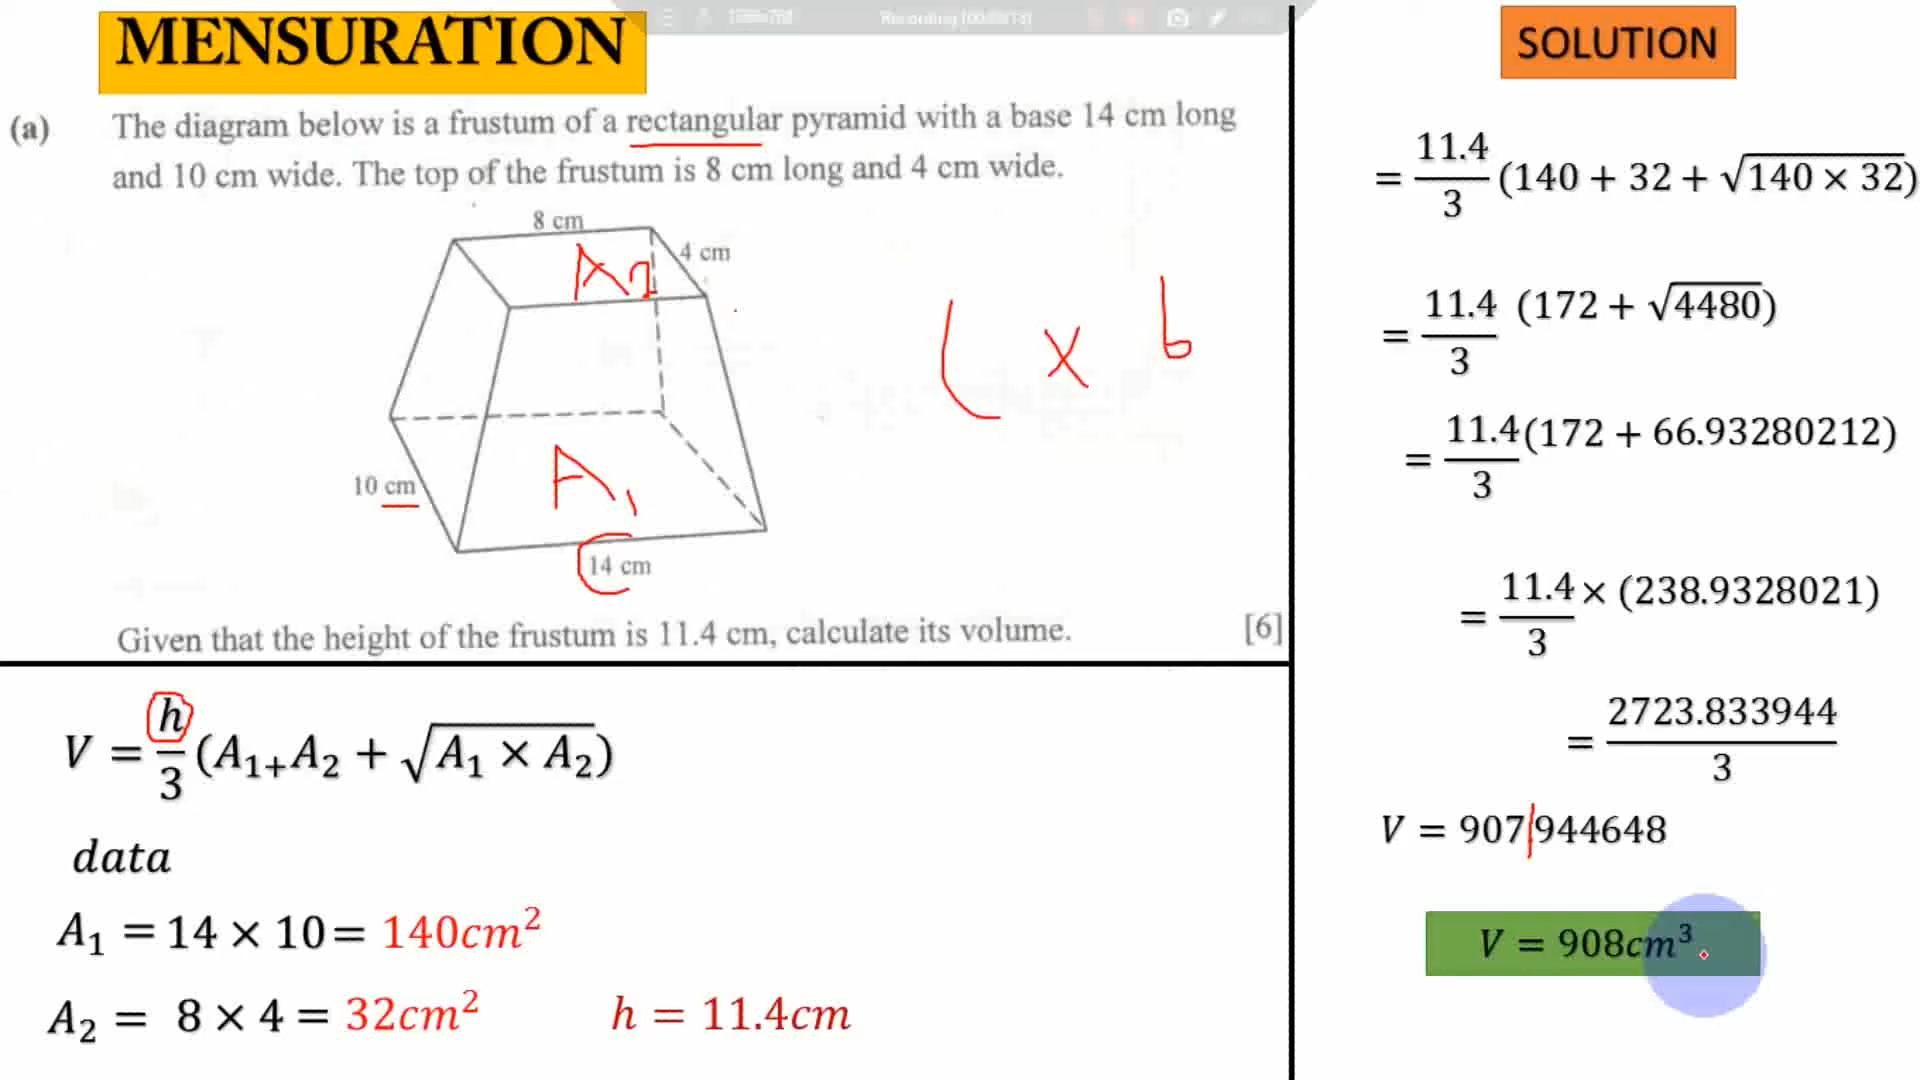 MENSURATION
(a) The diagram below is a frustum of a rectangular pyramid with a base 14 cm long
and 10 cm wide. The top of the frustum is 8 cm long and 4 cm wide.
8 cm
4 cm
A2
l × b
10 cm
A1
14 cm
Given that the height of the frustum is 11.4 cm, calculate its volume. [6]
V = h/3 (A₁₊A₂ + √(A₁ × A₂))
data
A₁ = 14 × 10 = 140cm²
A₂ = 8 × 4 = 32cm² h = 11.4cm
SOLUTION
= 11.4/3 (140 + 32 + √(140 × 32))
= 11.4/3 (172 + √4480)
= 11.4/3 (172 + 66.93280212)
= 11.4/3 × (238.9328021)
= 2723.833944/3
V = 907|944648
V = 908cm³